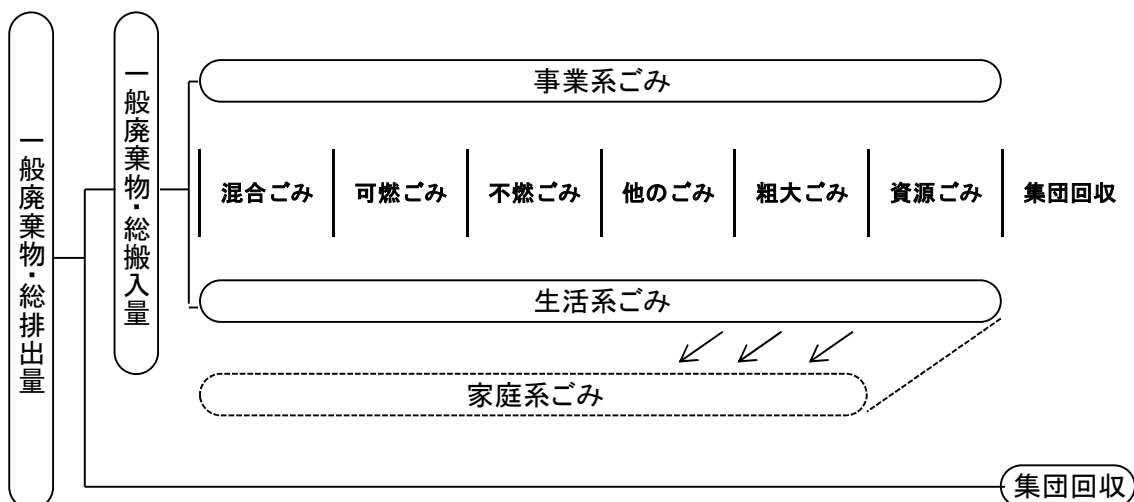 一般廃棄物・総排出量
一般廃棄物・総搬入量
事業系ごみ
混合ごみ 可燃ごみ 不燃ごみ 他のごみ 粗大ごみ 資源ごみ 集団回収
生活系ごみ
家庭系ごみ
集団回収